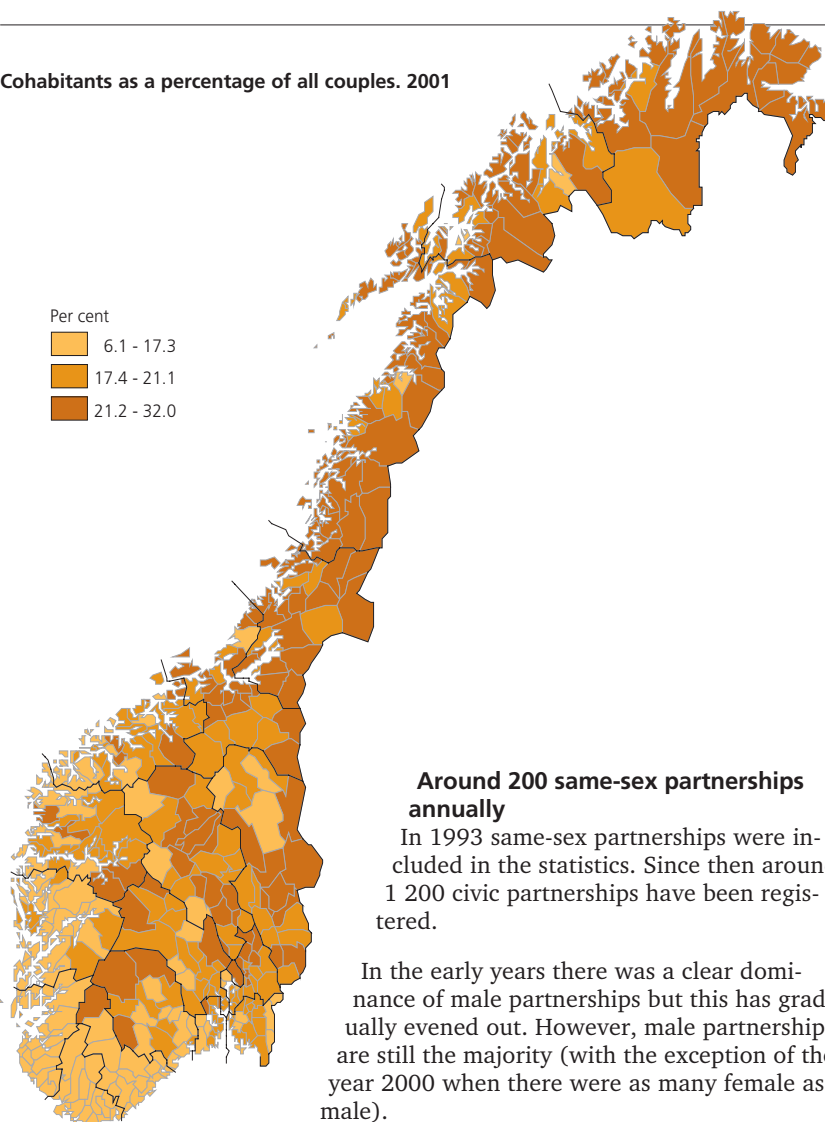 Cohabitants as a percentage of all couples. 2001
Per cent
6.1 - 17.3
17.4 - 21.1
21.2 - 32.0
Around 200 same-sex partnerships
annually
In 1993 same-sex partnerships were in-
cluded in the statistics. Since then aroun
1 200 civic partnerships have been regis-
tered.
In the early years there was a clear domi-
nance of male partnerships but this has grad
ually evened out. However, male partnership
are still the majority (with the exception of the
year 2000 when there were as many female as
male).